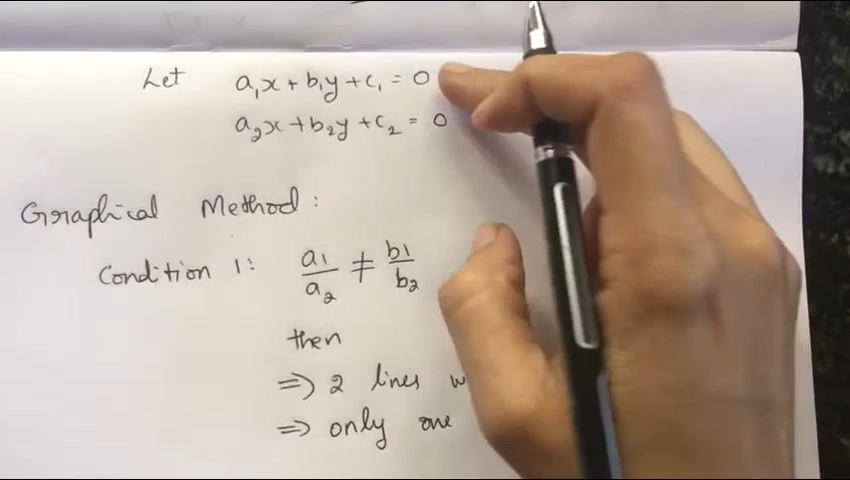 Let a₁x + b₁y + c₁ = 0
a₂x + b₂y + c₂ = 0
Graphical Method:
Condition 1: a₁/a₂ ≠ b₁/b₂
then
⇒ 2 lines
⇒ only one